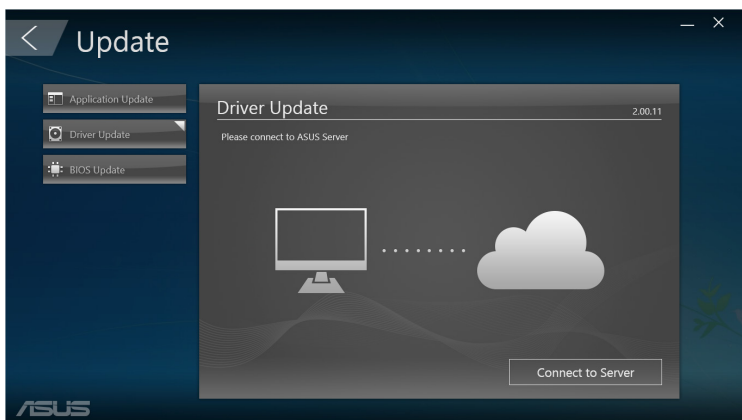 Update
Application Update
Driver Update
BIOS Update
Driver Update
2.00.11
Please connect to ASUS Server
Connect to Server
ASUS